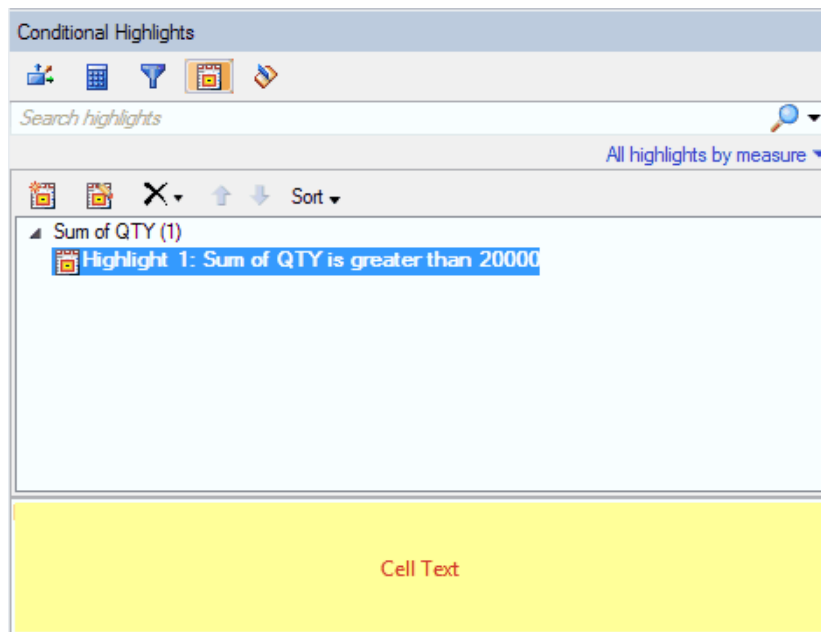 Conditional Highlights
Search highlights
All highlights by measure
Sort
Sum of QTY (1)
Highlight 1: Sum of QTY is greater than 20000
Cell Text